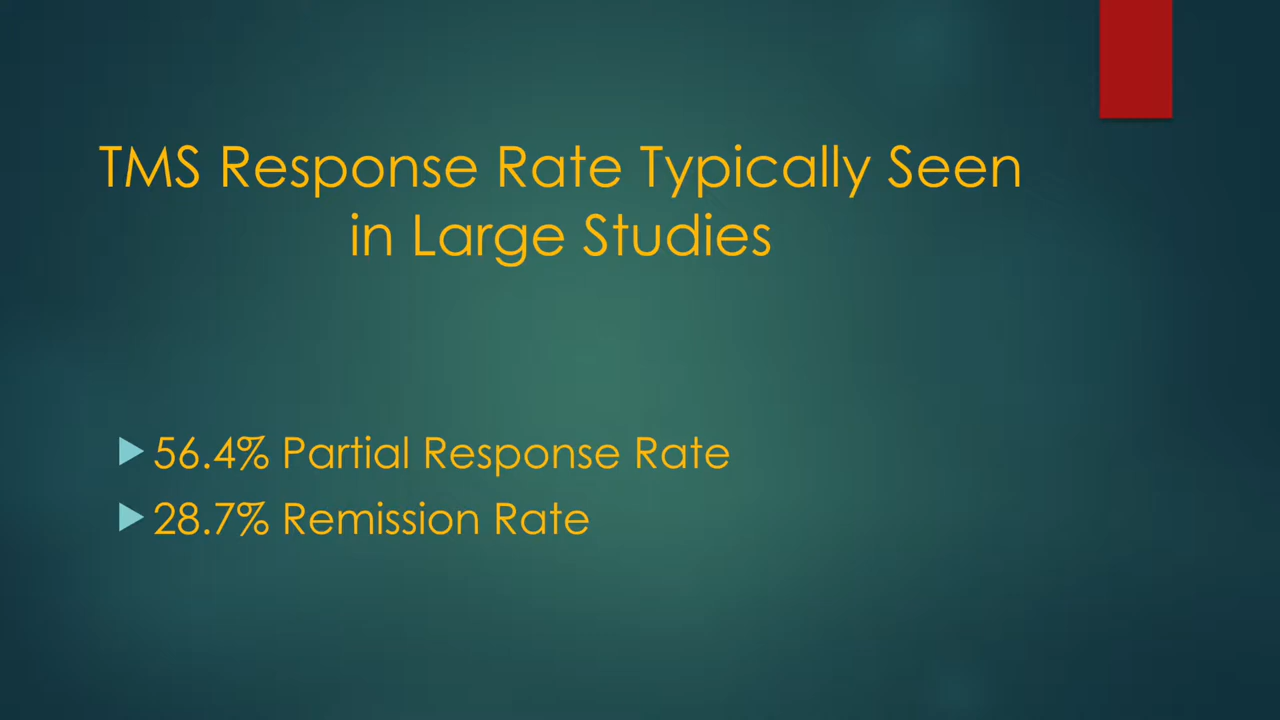 TMS Response Rate Typically Seen
in Large Studies
56.4% Partial Response Rate
28.7% Remission Rate